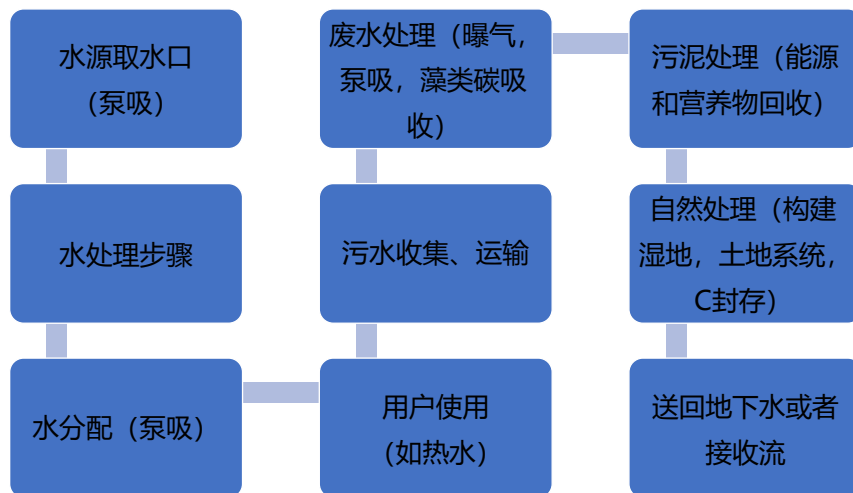 水源取水口
（泵吸）
水处理步骤
水分配（泵吸）
用户使用
（如热水）
污水收集、运输
废水处理（曝气，
泵吸，藻类碳吸
收）
污泥处理（能源
和营养物回收）
自然处理（构建
湿地，土地系统，
C封存）
送回地下水或者
接收流